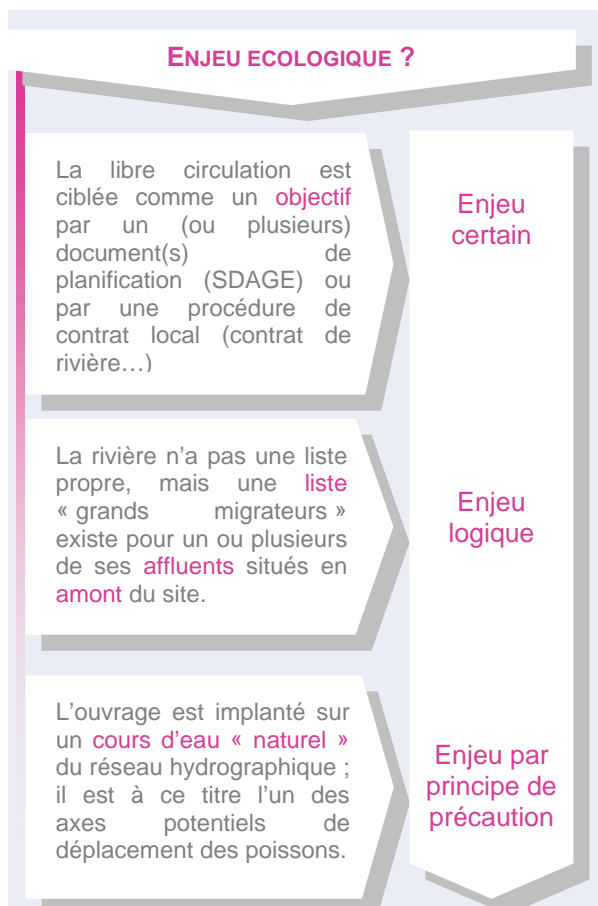 ENJEU ECOLOGIQUE ?
La libre circulation est
ciblée comme un objectif
par un (ou plusieurs)
document(s) de
planification (SDAGE) ou
par une procédure de
contrat local (contrat de
rivière…)
Enjeu
certain
La rivière n’a pas une liste
propre, mais une liste
« grands migrateurs »
existe pour un ou plusieurs
de ses affluents situés en
amont du site.
Enjeu
logique
L’ouvrage est implanté sur
un cours d’eau « naturel »
du réseau hydrographique ;
il est à ce titre l’un des
axes potentiels de
déplacement des poissons.
Enjeu par
principe de
précaution